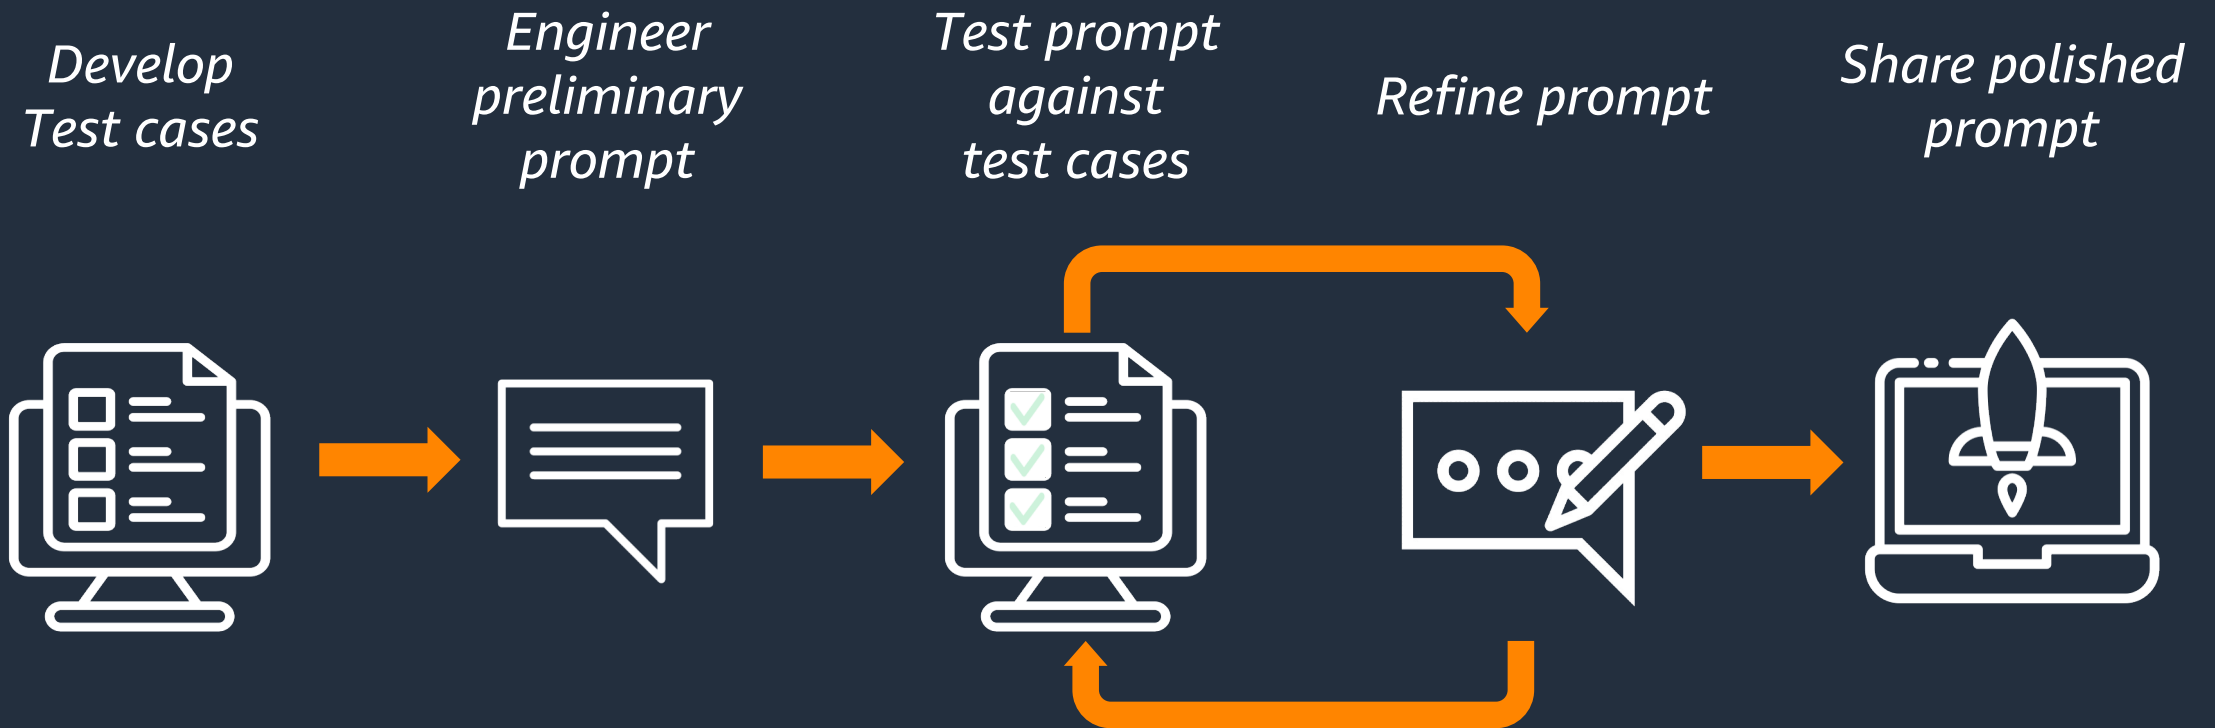 Develop
Test cases
Engineer
preliminary
prompt
Test prompt
against
test cases
Refine prompt
Share polished
prompt